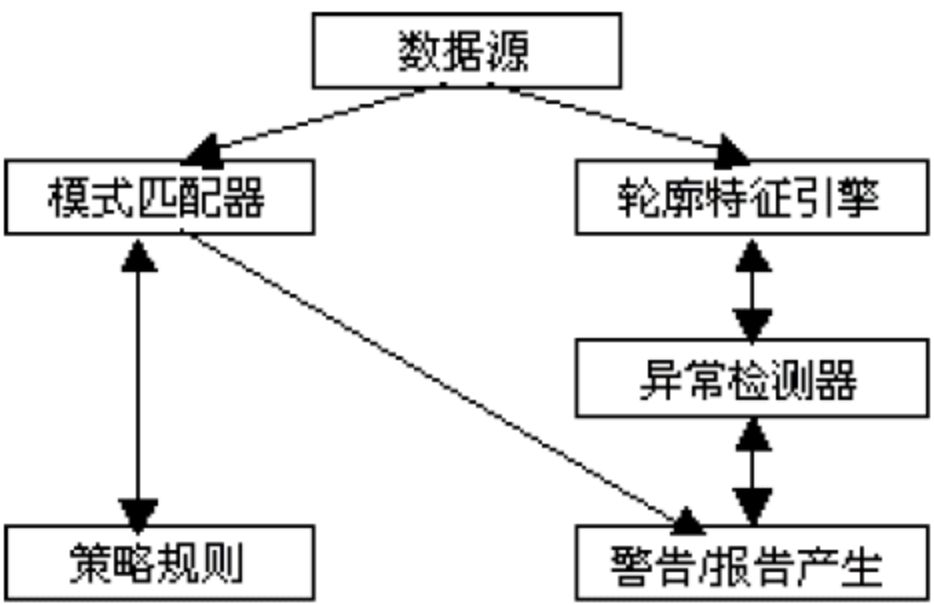 数据源
模式匹配器
轮廓特征引擎
异常检测器
策略规则
警告/报告产生